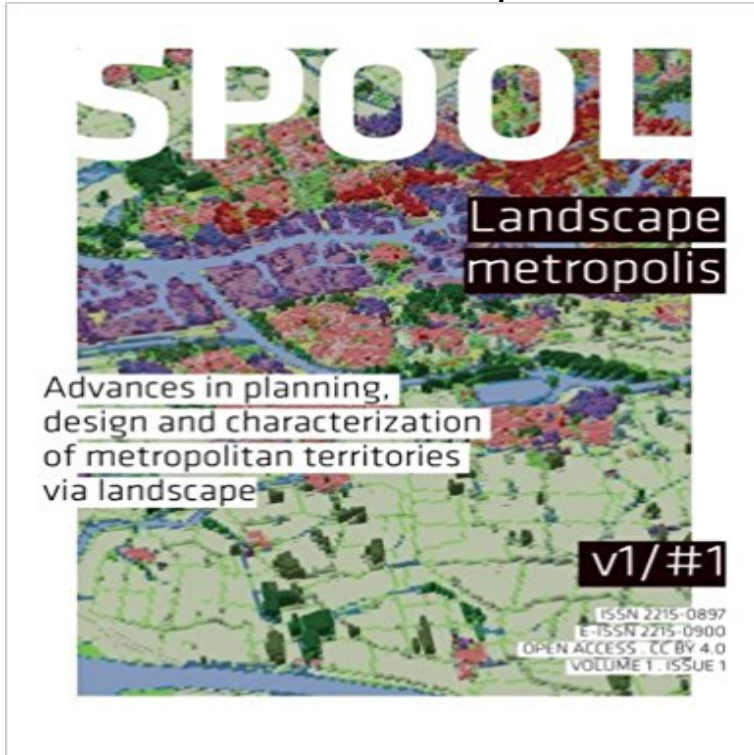 SPOOL
Landscape
metropolis
Advances in planning,
design and characterization
of metropolitan territories
via landscape
v1/#1
ISSN 2215-0897
E-ISSN 2215-0900
OPEN ACCESS . CC BY 4.0
VOLUME 1 . ISSUE 1